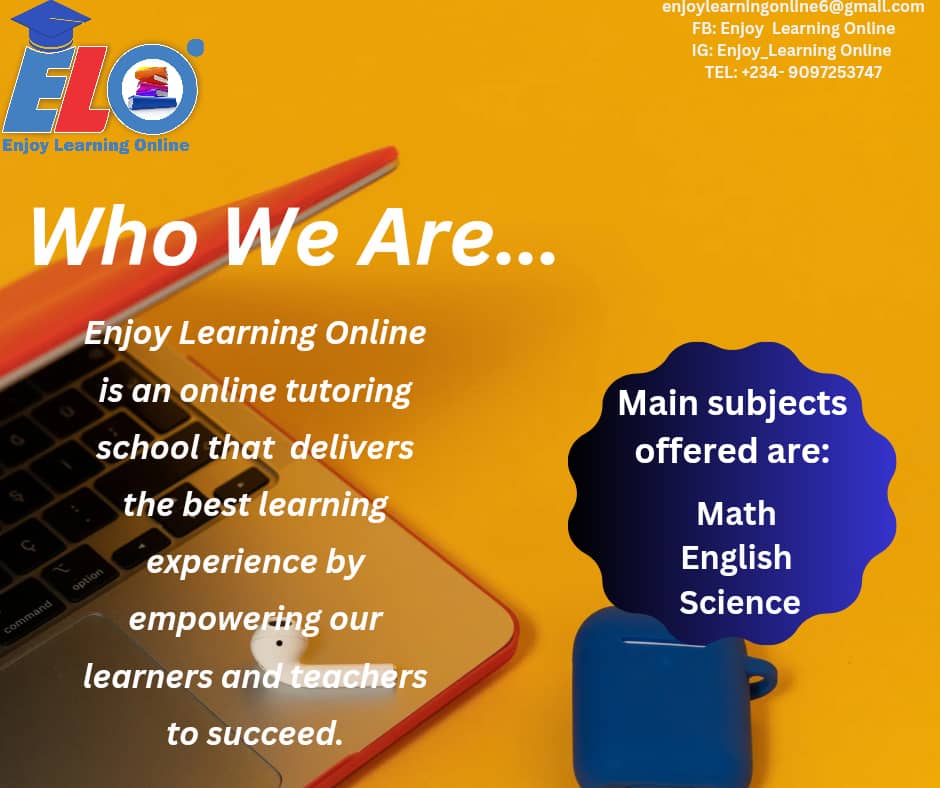 enjoylearningonline6@gmail.com
FB: Enjoy Learning Online
IG: Enjoy_Learning Online
TEL: +234- 9097253747
ELO
Enjoy Learning Online
Who We Are...
Enjoy Learning Online
is an online tutoring
school that delivers
the best learning
experience by
empowering our
learners and teachers
to succeed.
Main subjects
offered are:
Math
English
Science
option
command